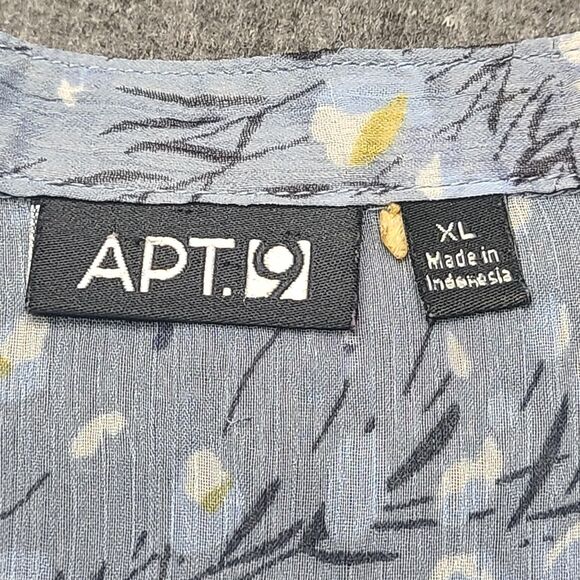 APT.9
XL
Made in
Indonesia